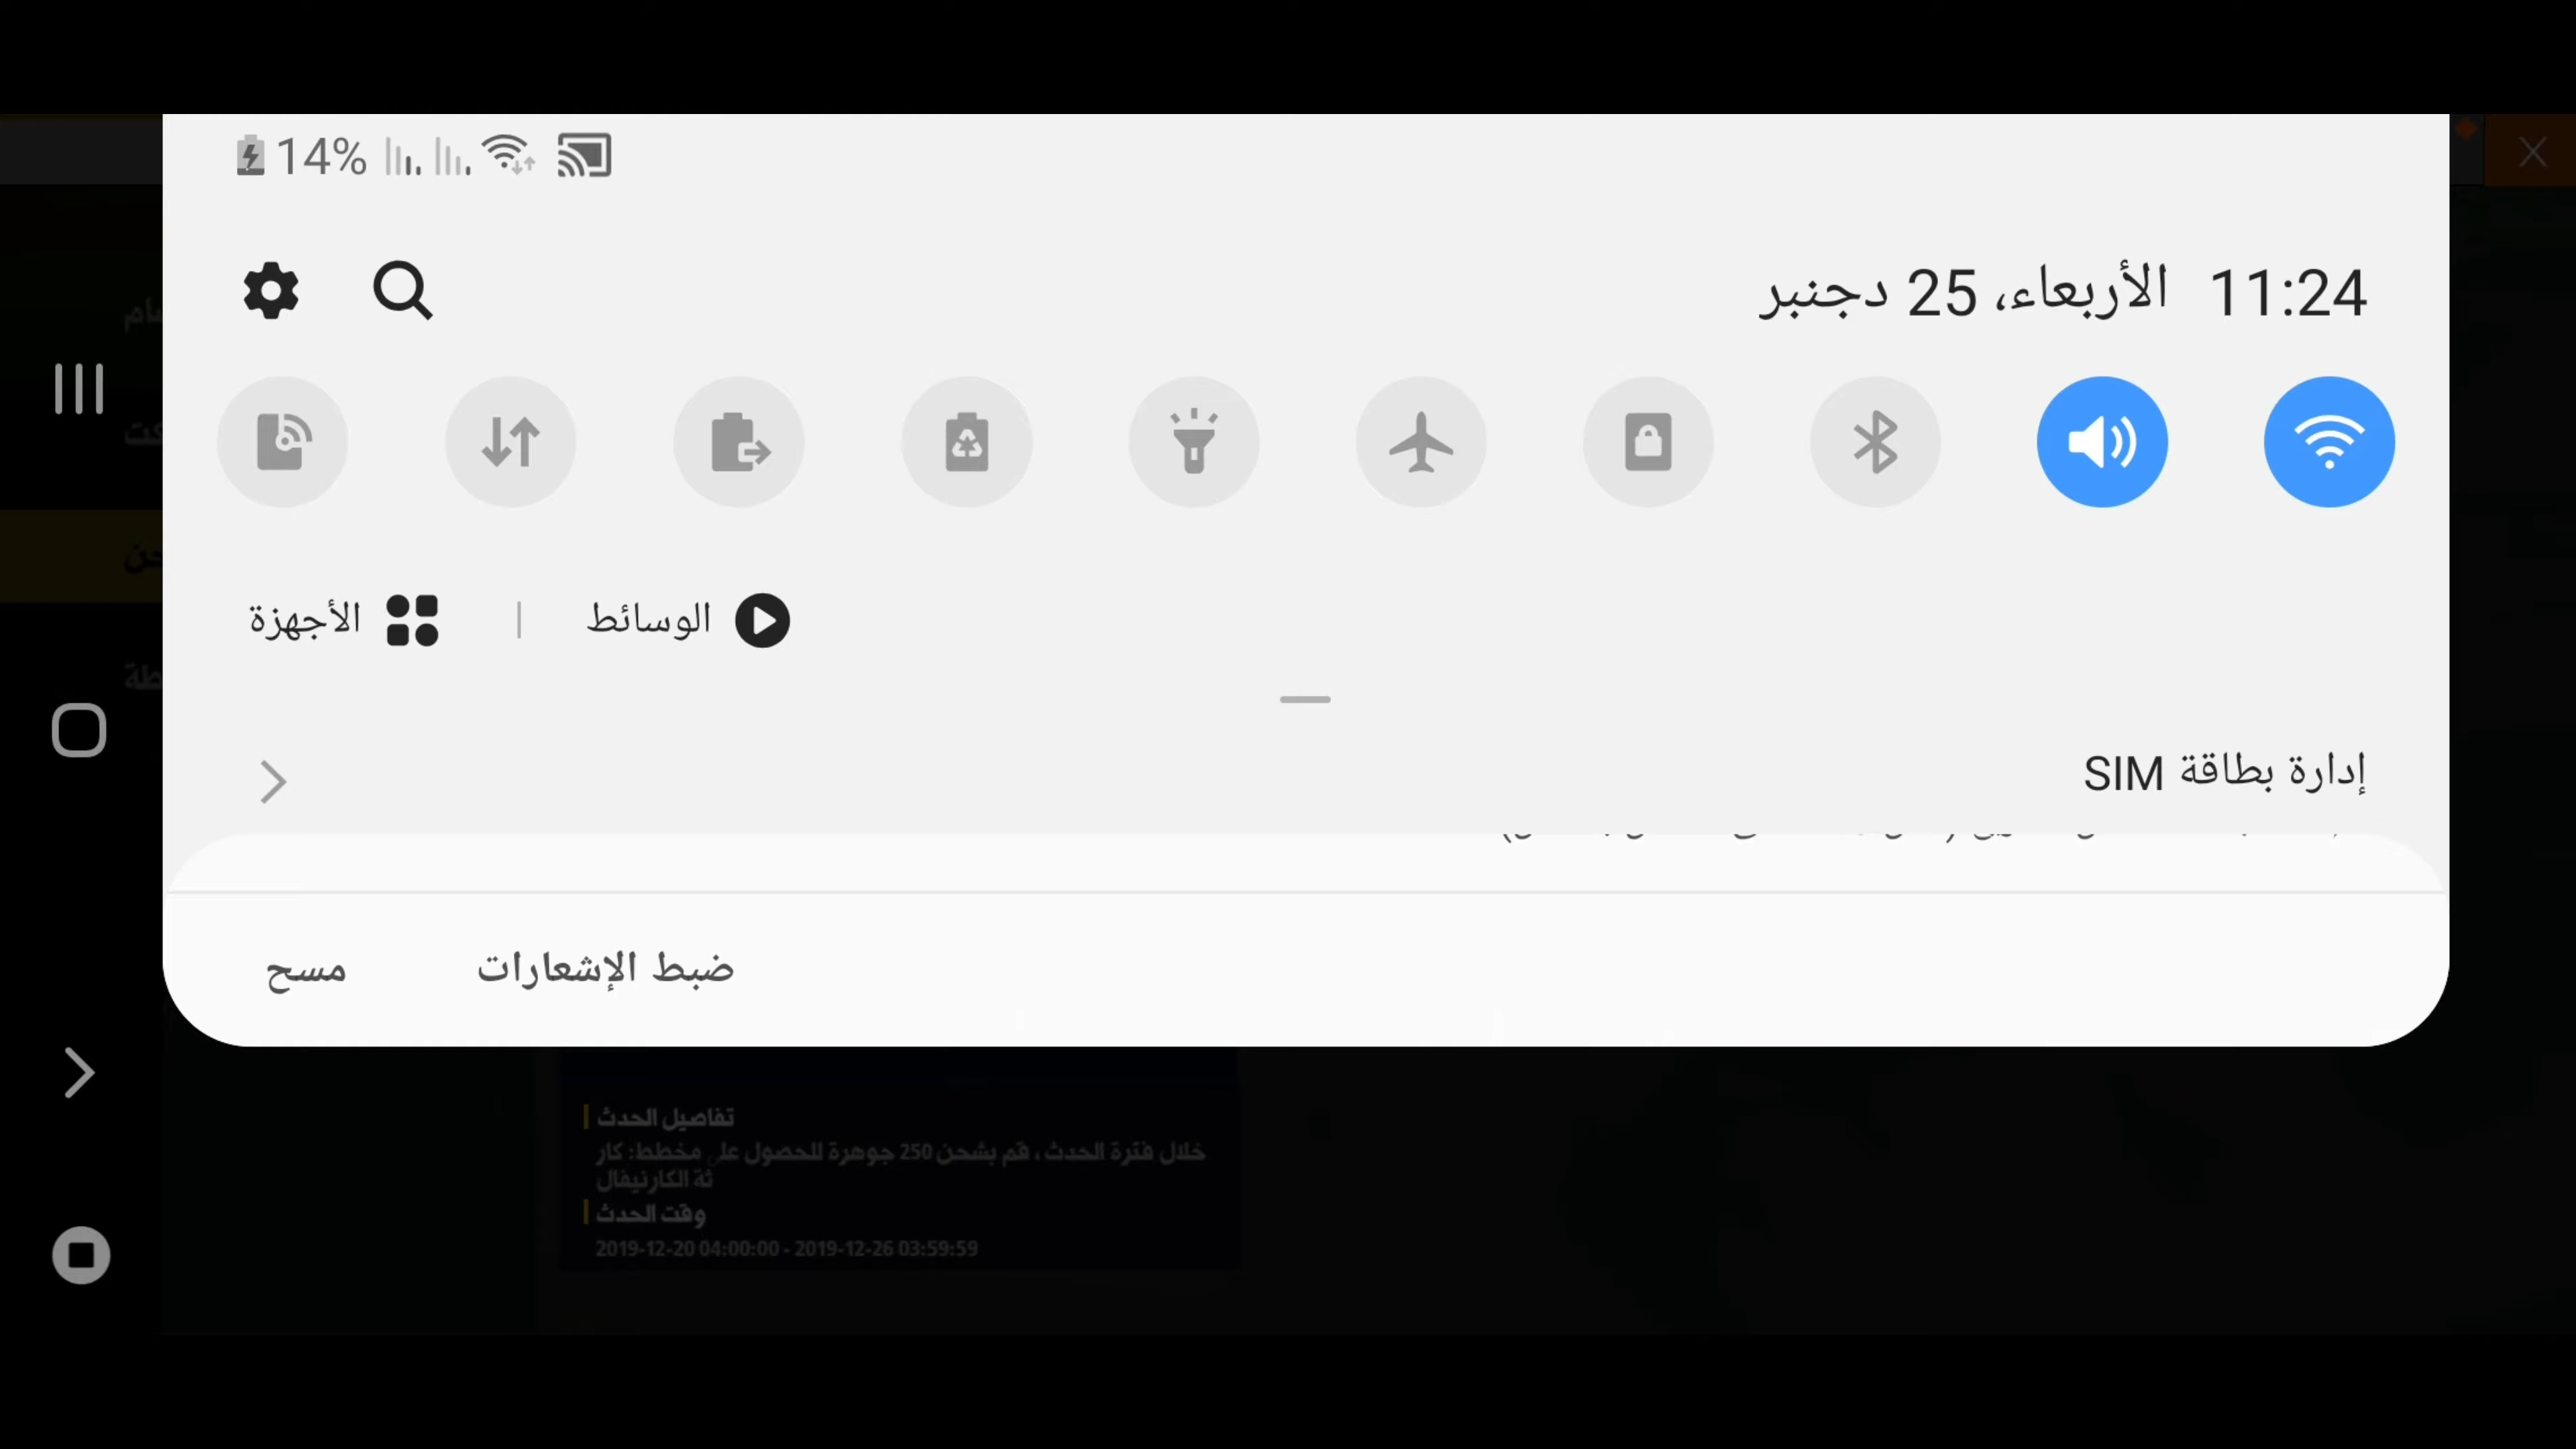 14%
11:24 الأربعاء، 25 دجنبر
الوسائط | الأجهزة
إدارة بطاقة SIM
ضبط الإشعارات
مسح
تفاصيل الحدث
خلال فترة الحدث ، قم بشحن 250 جوهرة للحصول على مخطط: كار
ثة الكارنيفال
وقت الحدث
2019-12-20 04:00:00 - 2019-12-26 03:59:59